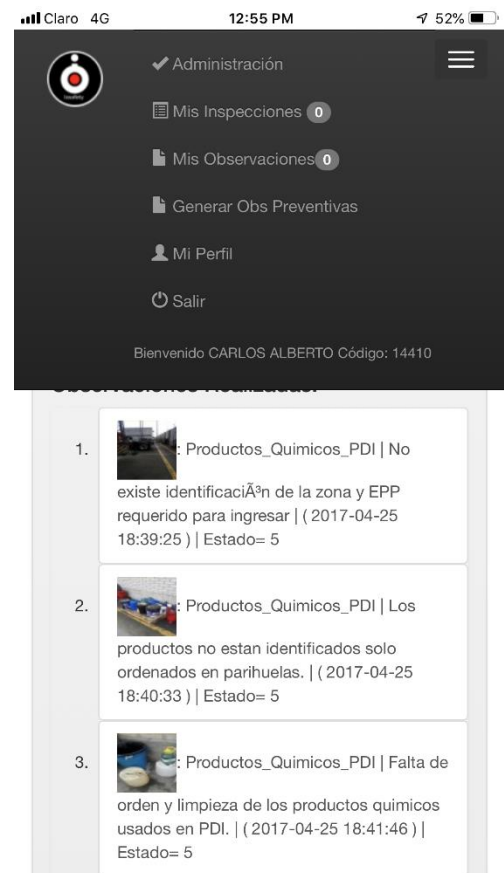 Claro 4G 12:55 PM 52%
Administración
Mis Inspecciones 0
Mis Observaciones 0
Generar Obs Preventivas
Mi Perfil
Salir
Bienvenido CARLOS ALBERTO Código: 14410
1. : Productos_Quimicos_PDI | No
existe identificaciÃ³n de la zona y EPP
requerido para ingresar | ( 2017-04-25
18:39:25 ) | Estado= 5
2. : Productos_Quimicos_PDI | Los
productos no estan identificados solo
ordenados en parihuelas. | ( 2017-04-25
18:40:33 ) | Estado= 5
3. : Productos_Quimicos_PDI | Falta de
orden y limpieza de los productos quimicos
usados en PDI. | ( 2017-04-25 18:41:46 ) |
Estado= 5